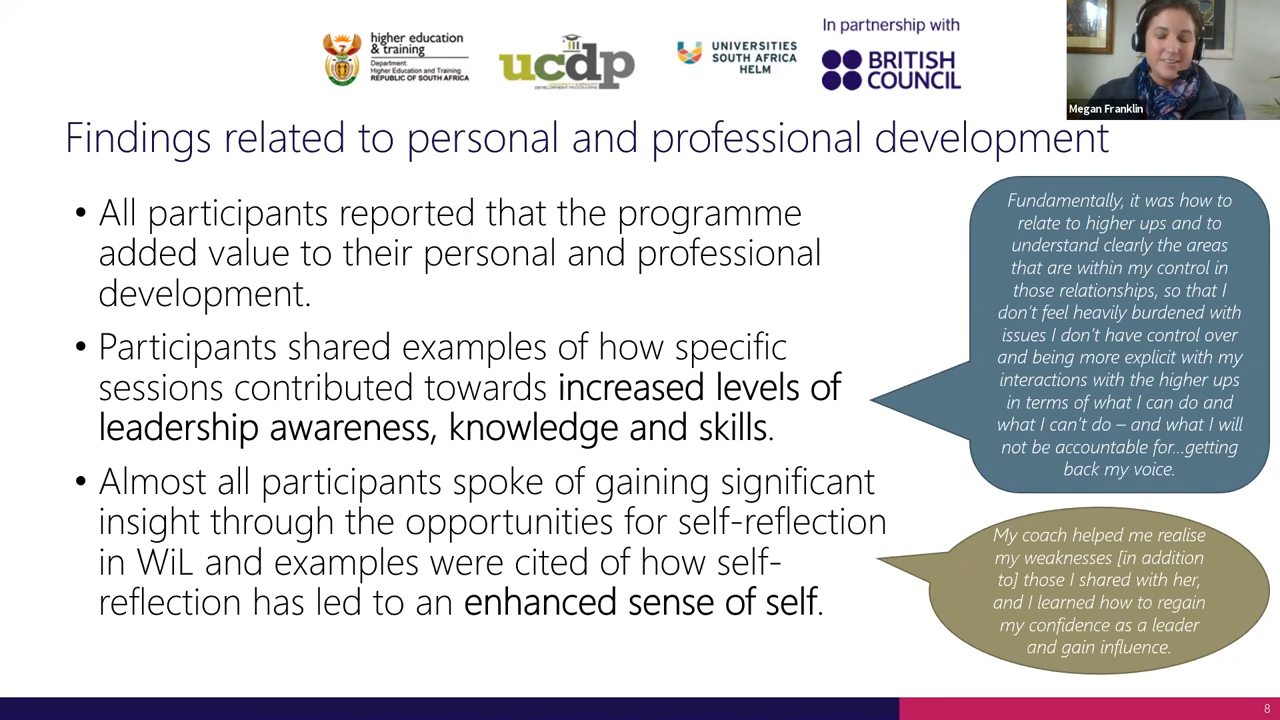 higher education
& training
Department:
Higher Education and Training
REPUBLIC OF SOUTH AFRICA
ucdp
UNIVERSITY CAPACITY
DEVELOPMENT PROGRAMME
UNIVERSITIES
SOUTH AFRICA
HELM
In partnership with
BRITISH
COUNCIL
Megan Franklin
Findings related to personal and professional development
• All participants reported that the programme
added value to their personal and professional
development.
• Participants shared examples of how specific
sessions contributed towards increased levels of
leadership awareness, knowledge and skills.
• Almost all participants spoke of gaining significant
insight through the opportunities for self-reflection
in WiL and examples were cited of how self-
reflection has led to an enhanced sense of self.
Fundamentally, it was how to
relate to higher ups and to
understand clearly the areas
that are within my control in
those relationships, so that I
don't feel heavily burdened with
issues I don't have control over
and being more explicit with my
interactions with the higher ups
in terms of what I can do and
what I can't do – and what I will
not be accountable for...getting
back my voice.
My coach helped me realise
my weaknesses [in addition
to] those I shared with her,
and I learned how to regain
my confidence as a leader
and gain influence.
8